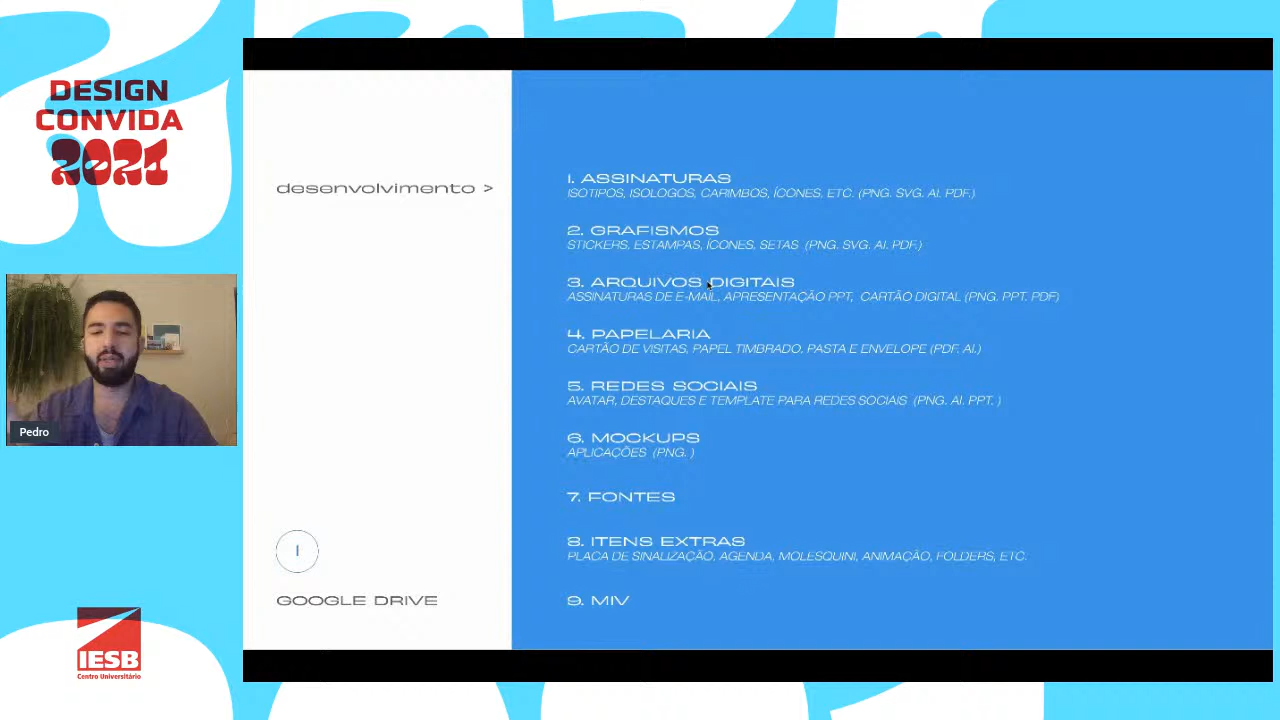 DESIGN
CONVIDA
2021
desenvolvimento >
1. ASSINATURAS
ISOTIPOS, ISOLOGOS, CARIMBOS, ÍCONES, ETC. (PNG. SVG. AI. PDF.)
2. GRAFISMOS
STICKERS, ESTAMPAS, ÍCONES, SETAS (PNG. SVG. AI. PDF.)
3. ARQUIVOS DIGITAIS
ASSINATURAS DE E-MAIL, APRESENTAÇÃO PPT, CARTÃO DIGITAL (PNG. PPT. PDF)
4. PAPELARIA
CARTÃO DE VISITAS, PAPEL TIMBRADO, PASTA E ENVELOPE (PDF. AI.)
5. REDES SOCIAIS
AVATAR, DESTAQUES E TEMPLATE PARA REDES SOCIAIS (PNG. AI. PPT. )
6. MOCKUPS
APLICAÇÕES (PNG. )
7. FONTES
8. ITENS EXTRAS
PLACA DE SINALIZAÇÃO, AGENDA, MOLESQUINI, ANIMAÇÃO, FOLDERS, ETC.
9. MIV
1
GOOGLE DRIVE
Pedro
IESB
Centro Universitário